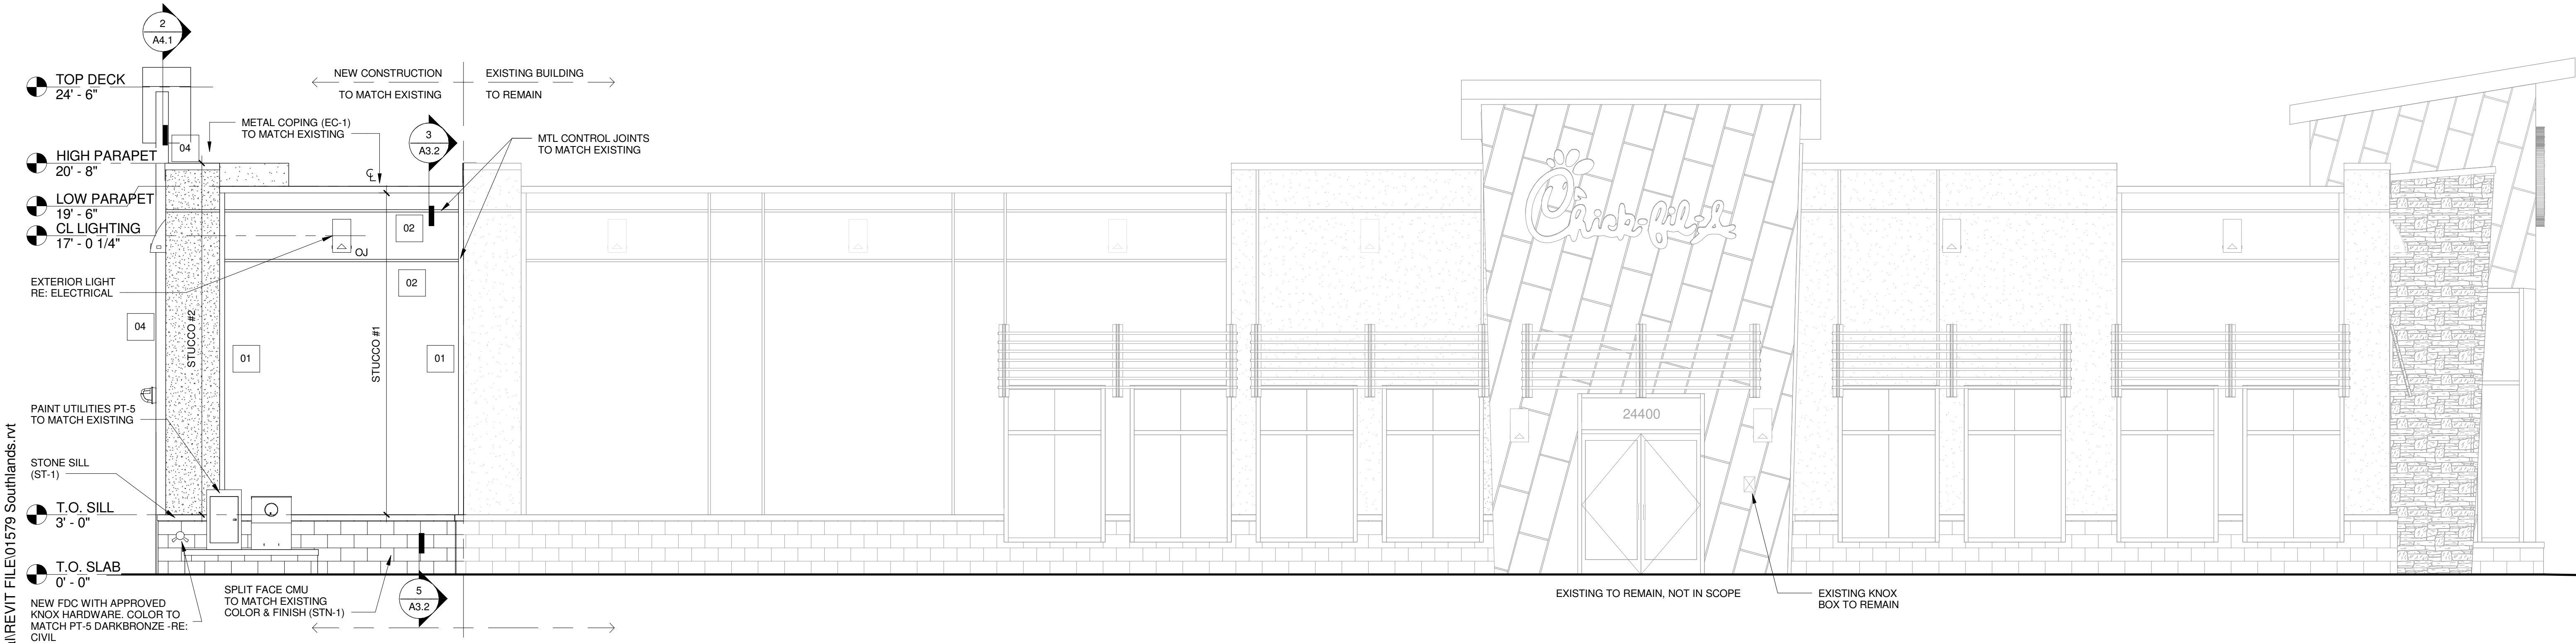 2
A4.1
TOP DECK
24' - 6"
NEW CONSTRUCTION
TO MATCH EXISTING
EXISTING BUILDING
TO REMAIN
METAL COPING (EC-1)
TO MATCH EXISTING
3
A3.2
MTL CONTROL JOINTS
TO MATCH EXISTING
04
HIGH PARAPET
20' - 8"
CL
LOW PARAPET
19' - 6"
CL LIGHTING
17' - 0 1/4"
02
OJ
Chick-fil-A
EXTERIOR LIGHT
RE: ELECTRICAL
02
04
STUCCO #2
STUCCO #1
01
01
PAINT UTILITIES PT-5
TO MATCH EXISTING
24400
STONE SILL
(ST-1)
T.O. SILL
3' - 0"
T.O. SLAB
0' - 0"
NEW FDC WITH APPROVED
KNOX HARDWARE. COLOR TO
MATCH PT-5 DARKBRONZE -RE:
CIVIL
SPLIT FACE CMU
TO MATCH EXISTING
COLOR & FINISH (STN-1)
5
A3.2
EXISTING TO REMAIN, NOT IN SCOPE
EXISTING KNOX
BOX TO REMAIN
\REVIT FILE\01579 Southlands.rvt